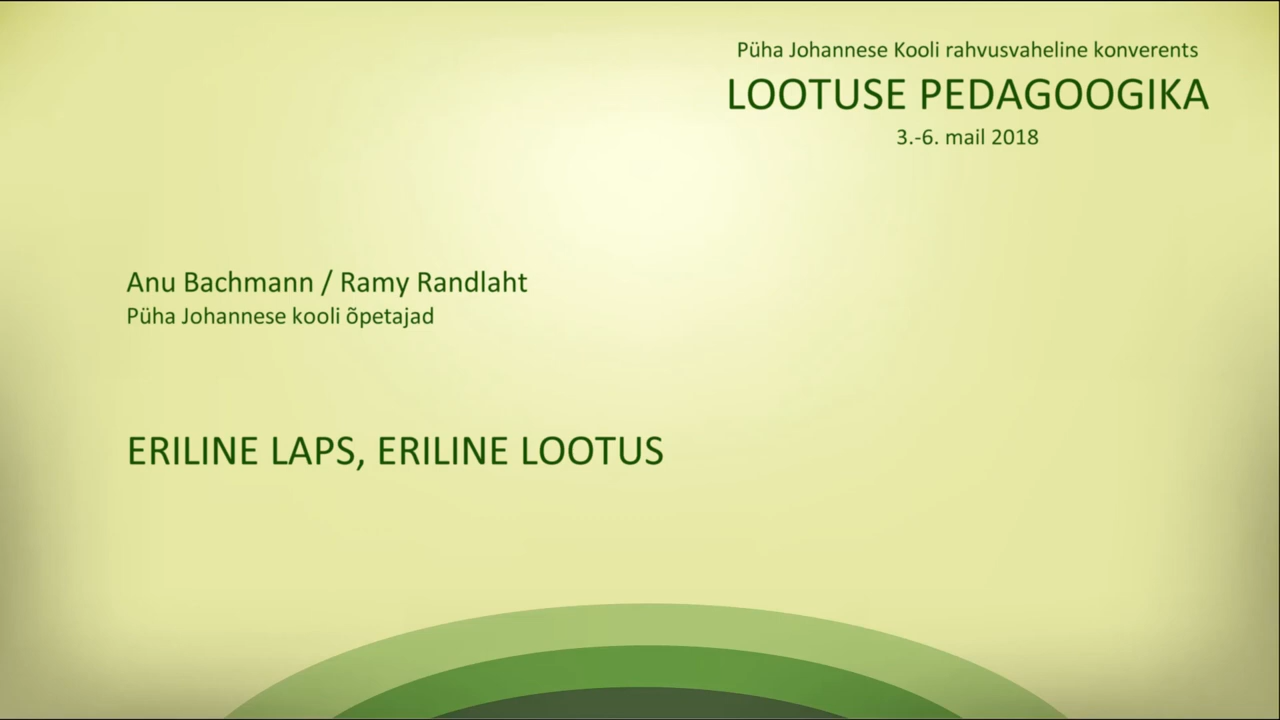 Püha Johannese Kooli rahvusvaheline konverents
LOOTUSE PEDAGOOGIKA
3.-6. mail 2018
Anu Bachmann / Ramy Randlaht
Püha Johannese kooli õpetajad
ERILINE LAPS, ERILINE LOOTUS